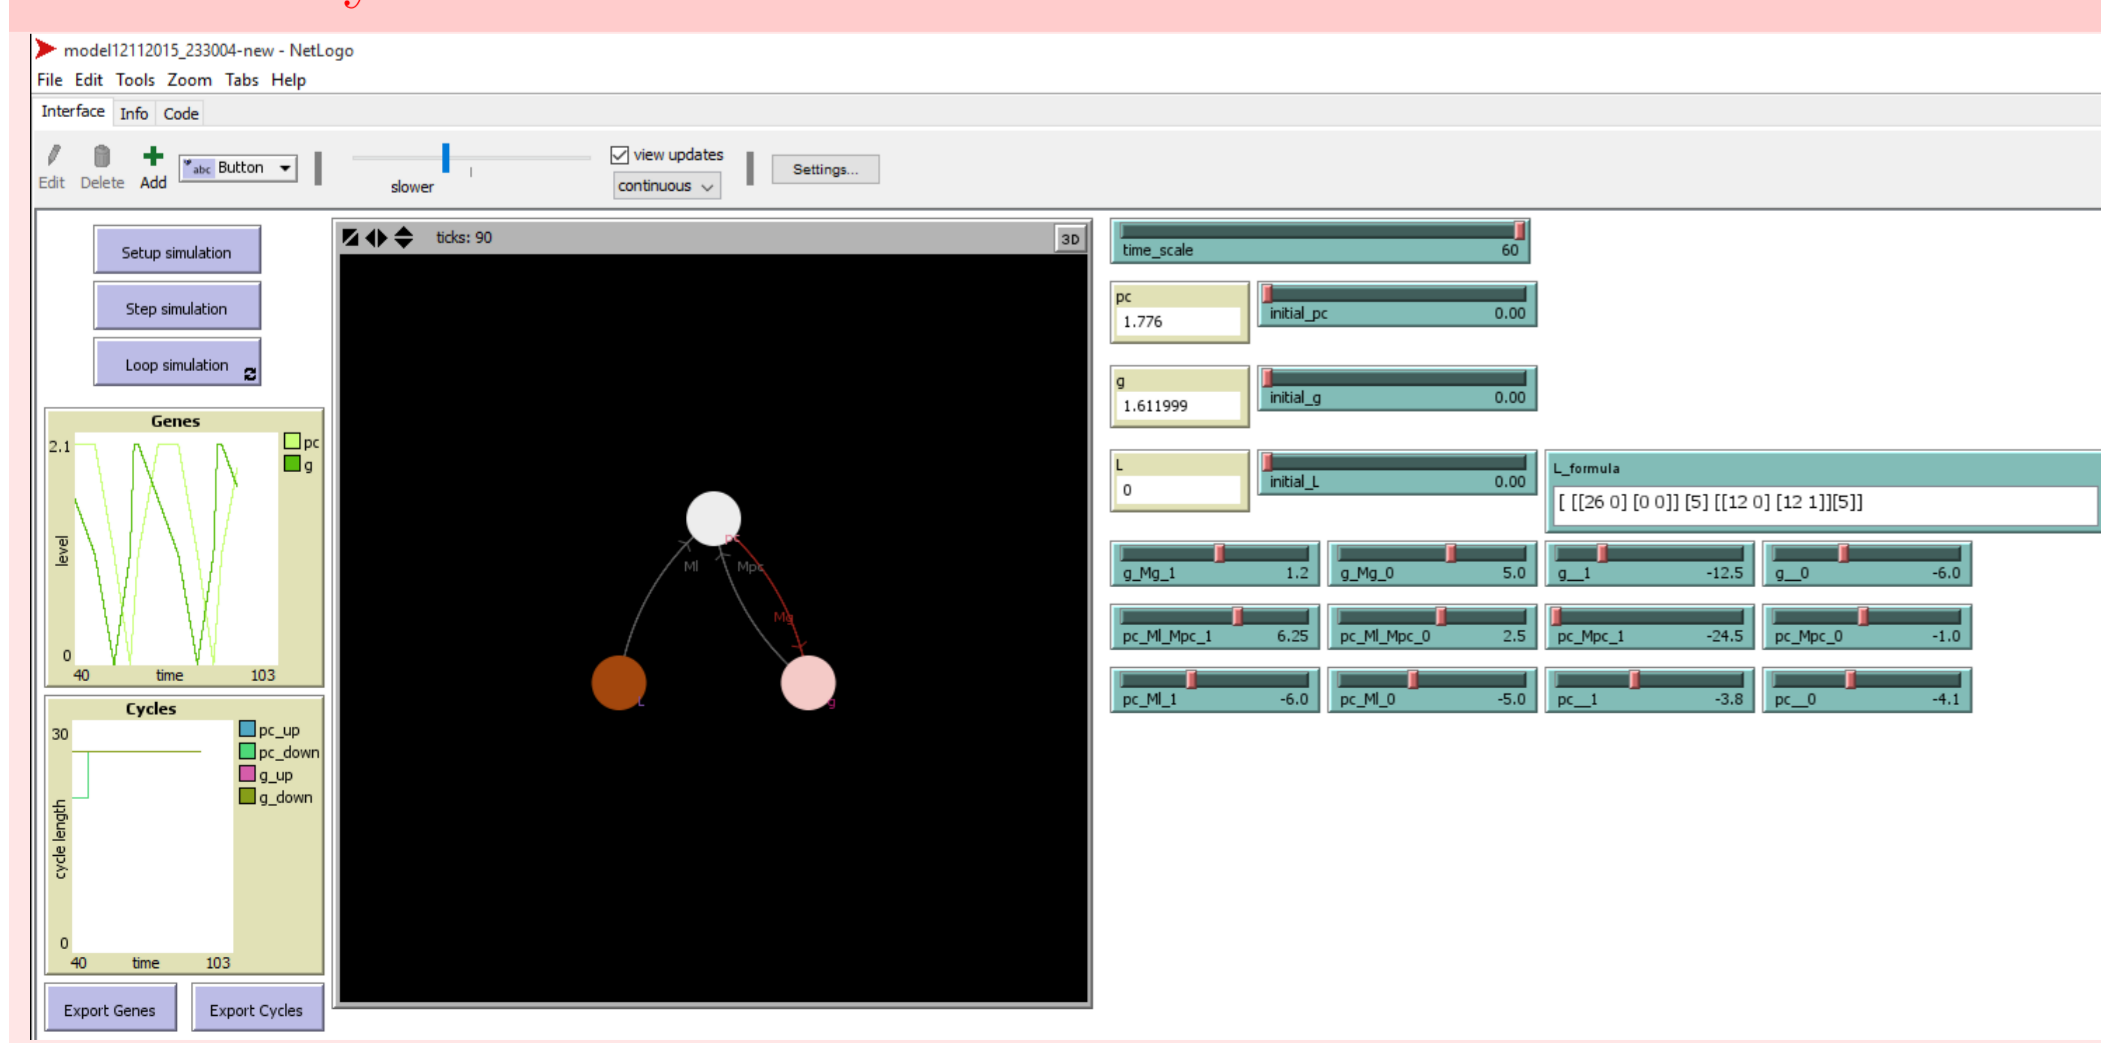 model12112015_233004-new - NetLogo
File Edit Tools Zoom Tabs Help
Interface Info Code
Edit Delete Add abc Button slower view updates continuous Settings...
Setup simulation
Step simulation
Loop simulation
Genes
2.1
level
0
40 time 103
pc
g
Cycles
30
cycle length
0
40 time 103
pc_up
pc_down
g_up
g_down
Export Genes Export Cycles
ticks: 90 3D
pc
Ml Mpc
Mg
L g
time_scale 60
pc
1.776
initial_pc 0.00
g
1.611999
initial_g 0.00
L
0
initial_L 0.00
L_formula
[ [[26 0] [0 0]] [5] [[12 0] [12 1]][5]]
g_Mg_1 1.2 g_Mg_0 5.0 g__1 -12.5 g__0 -6.0
pc_Ml_Mpc_1 6.25 pc_Ml_Mpc_0 2.5 pc_Mpc_1 -24.5 pc_Mpc_0 -1.0
pc_Ml_1 -6.0 pc_Ml_0 -5.0 pc__1 -3.8 pc__0 -4.1